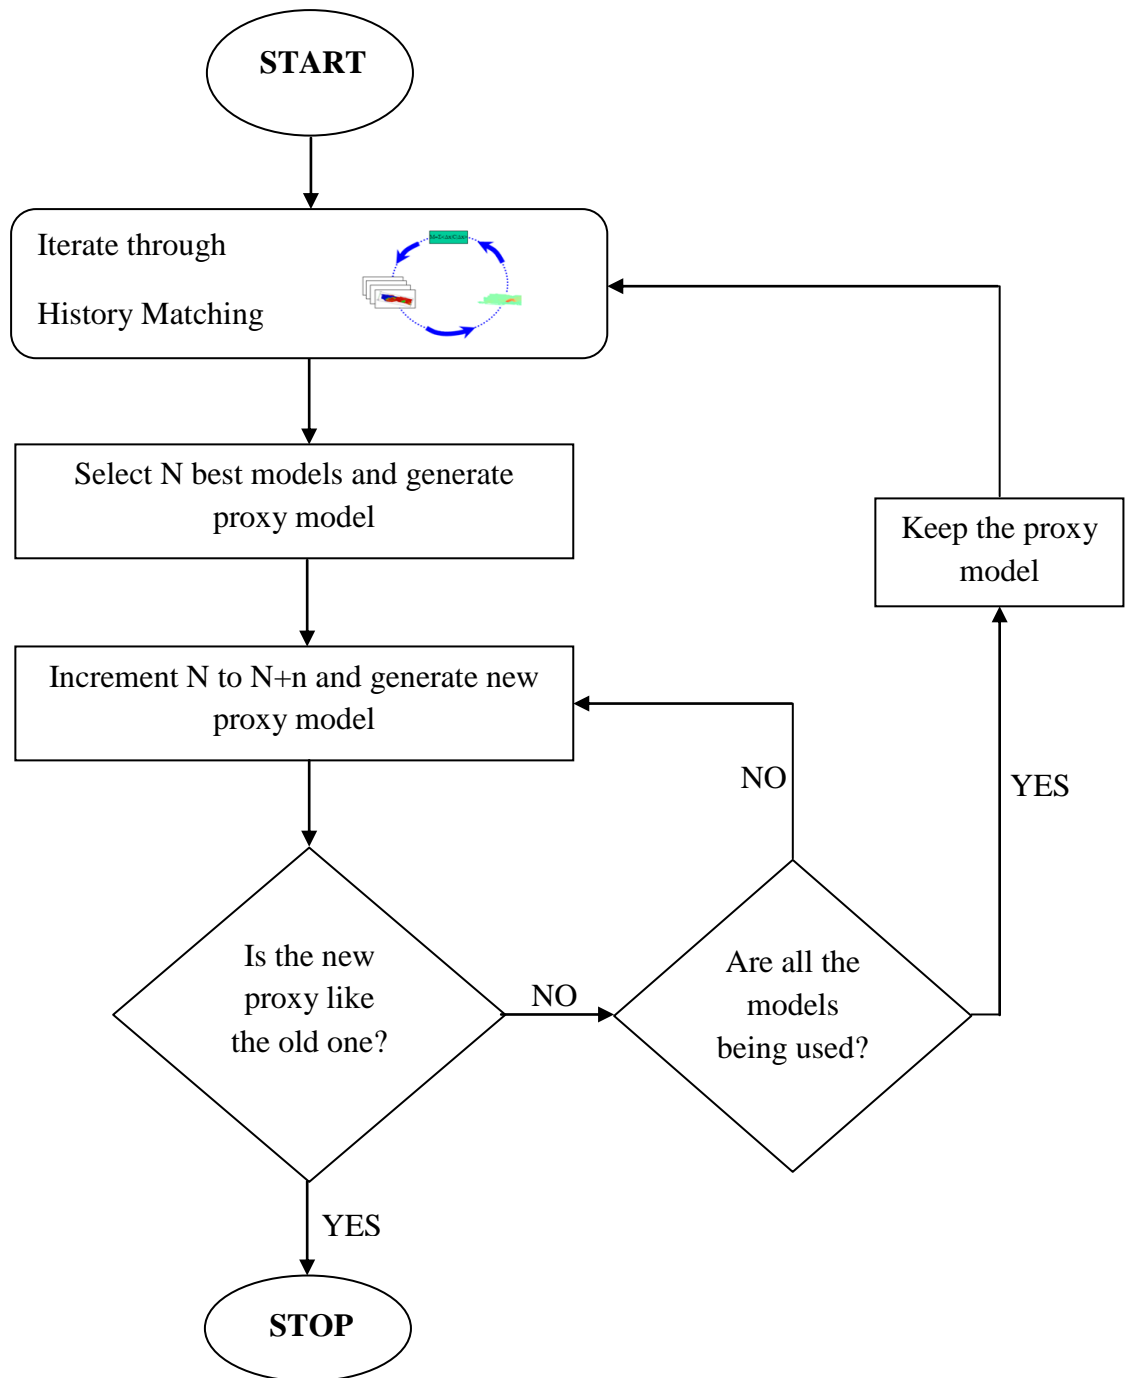 START
Iterate through
History Matching
Select N best models and generate
proxy model
Keep the proxy
model
Increment N to N+n and generate new
proxy model
NO
YES
Is the new
proxy like
the old one?
NO
Are all the
models
being used?
YES
STOP